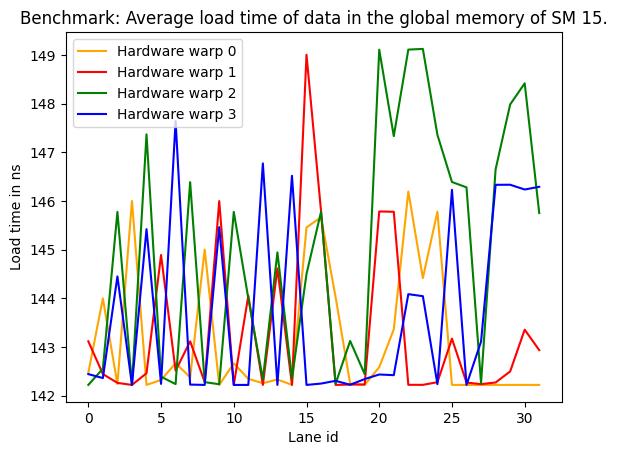 Benchmark: Average load time of data in the global memory of SM 15.
Hardware warp 0
Hardware warp 1
Hardware warp 2
Hardware warp 3
149
148
147
146
145
144
143
142
Load time in ns
0 5 10 15 20 25 30
Lane id